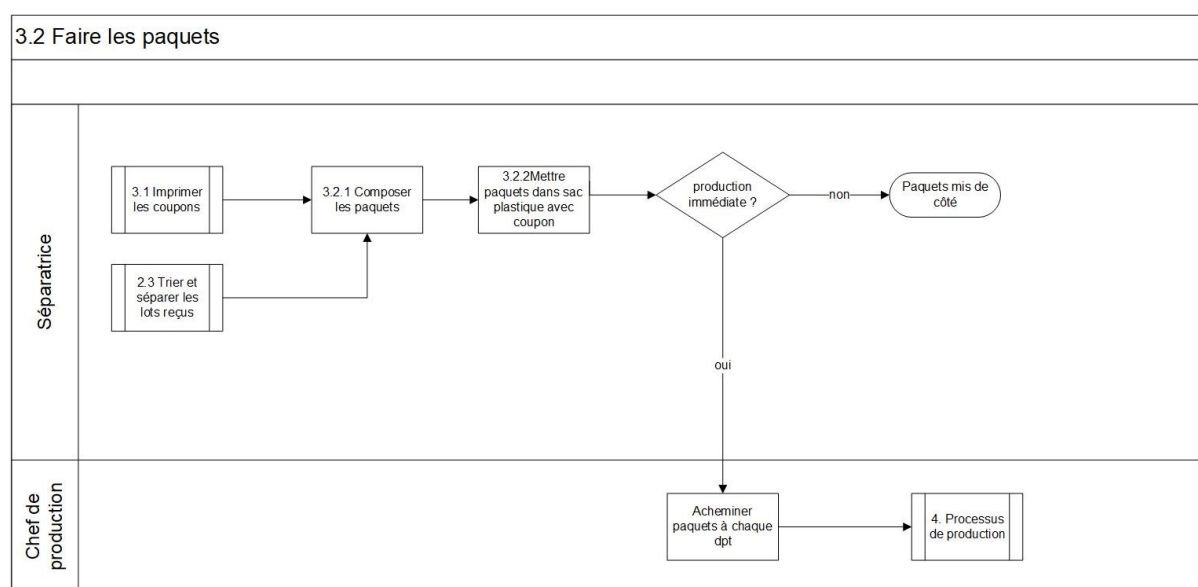 3.2 Faire les paquets
Séparatrice
3.1 Imprimer
les coupons
3.2.1 Composer
les paquets
3.2.2Mettre
paquets dans sac
plastique avec
coupon
production
immédiate ?
non
Paquets mis de
côté
2.3 Trier et
séparer les
lots reçus
oui
Chef de
production
Acheminer
paquets à chaque
dpt
4. Processus
de production